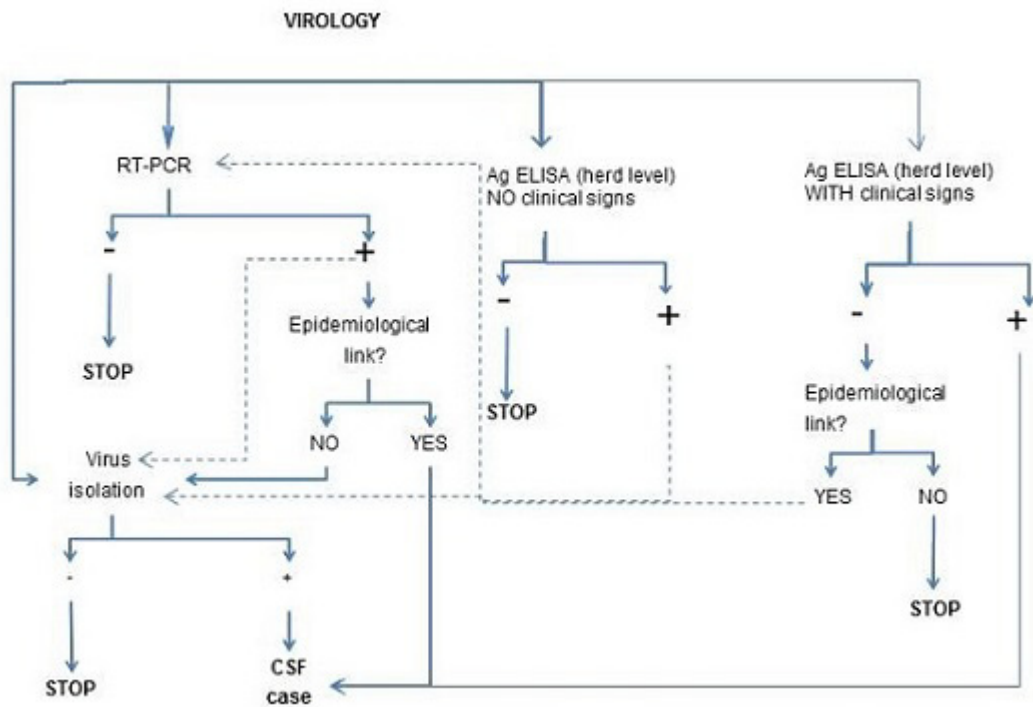 VIROLOGY
RT-PCR
-
+
STOP
Epidemiological
link?
NO
YES
Virus
isolation
-
+
STOP
CSF
case
Ag ELISA (herd level)
NO clinical signs
-
+
STOP
Ag ELISA (herd level)
WITH clinical signs
-
+
Epidemiological
link?
YES
NO
STOP